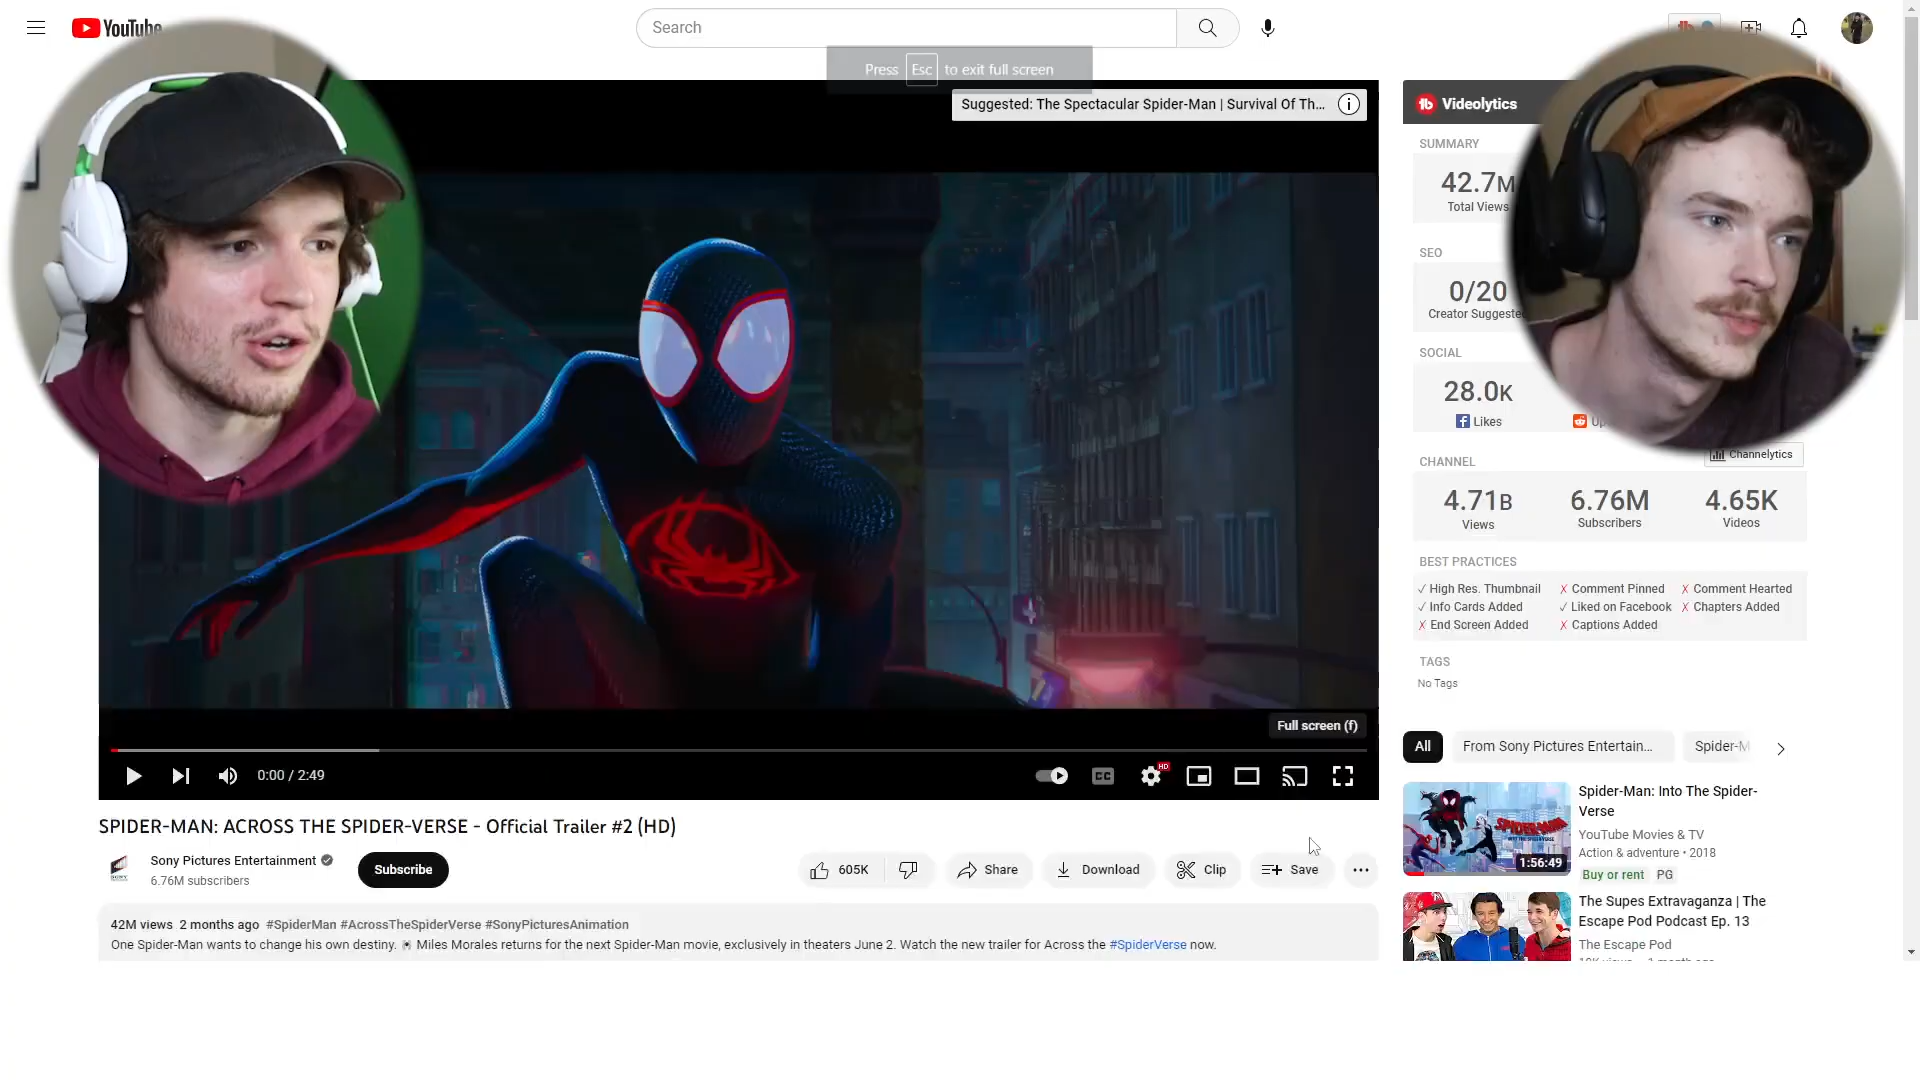 YouTube
Search
Press Esc to exit full screen
Suggested: The Spectacular Spider-Man | Survival Of Th...
Full screen (f)
0:00 / 2:49
CC
HD
SPIDER-MAN: ACROSS THE SPIDER-VERSE - Official Trailer #2 (HD)
SONY
Sony Pictures Entertainment
6.76M subscribers
Subscribe
605K
Share
Download
Clip
Save
42M views 2 months ago #SpiderMan #AcrossTheSpiderVerse #SonyPicturesAnimation
One Spider-Man wants to change his own destiny. Miles Morales returns for the next Spider-Man movie, exclusively in theaters June 2. Watch the new trailer for Across the #SpiderVerse now.
Videolytics
SUMMARY
42.7M
Total Views
SEO
0/20
Creator Suggested
SOCIAL
28.0K
Likes
Channelytics
CHANNEL
4.71B 6.76M 4.65K
Views Subscribers Videos
BEST PRACTICES
✓ High Res. Thumbnail ✗ Comment Pinned ✗ Comment Hearted
✓ Info Cards Added ✓ Liked on Facebook ✗ Chapters Added
✗ End Screen Added ✗ Captions Added
TAGS
No Tags
All From Sony Pictures Entertain... Spider-M
SPIDER-MAN
1:56:49
Spider-Man: Into The Spider-
Verse
YouTube Movies & TV
Action & adventure • 2018
Buy or rent PG
The Supes Extravaganza | The
Escape Pod Podcast Ep. 13
The Escape Pod